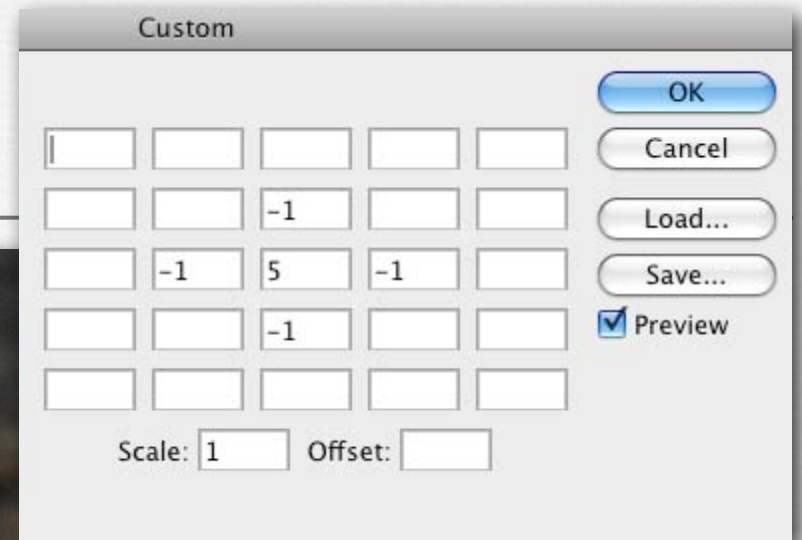 Custom
OK
Cancel
-1
Load...
-1 5 -1
Save...
-1
Preview
Scale: 1 Offset: